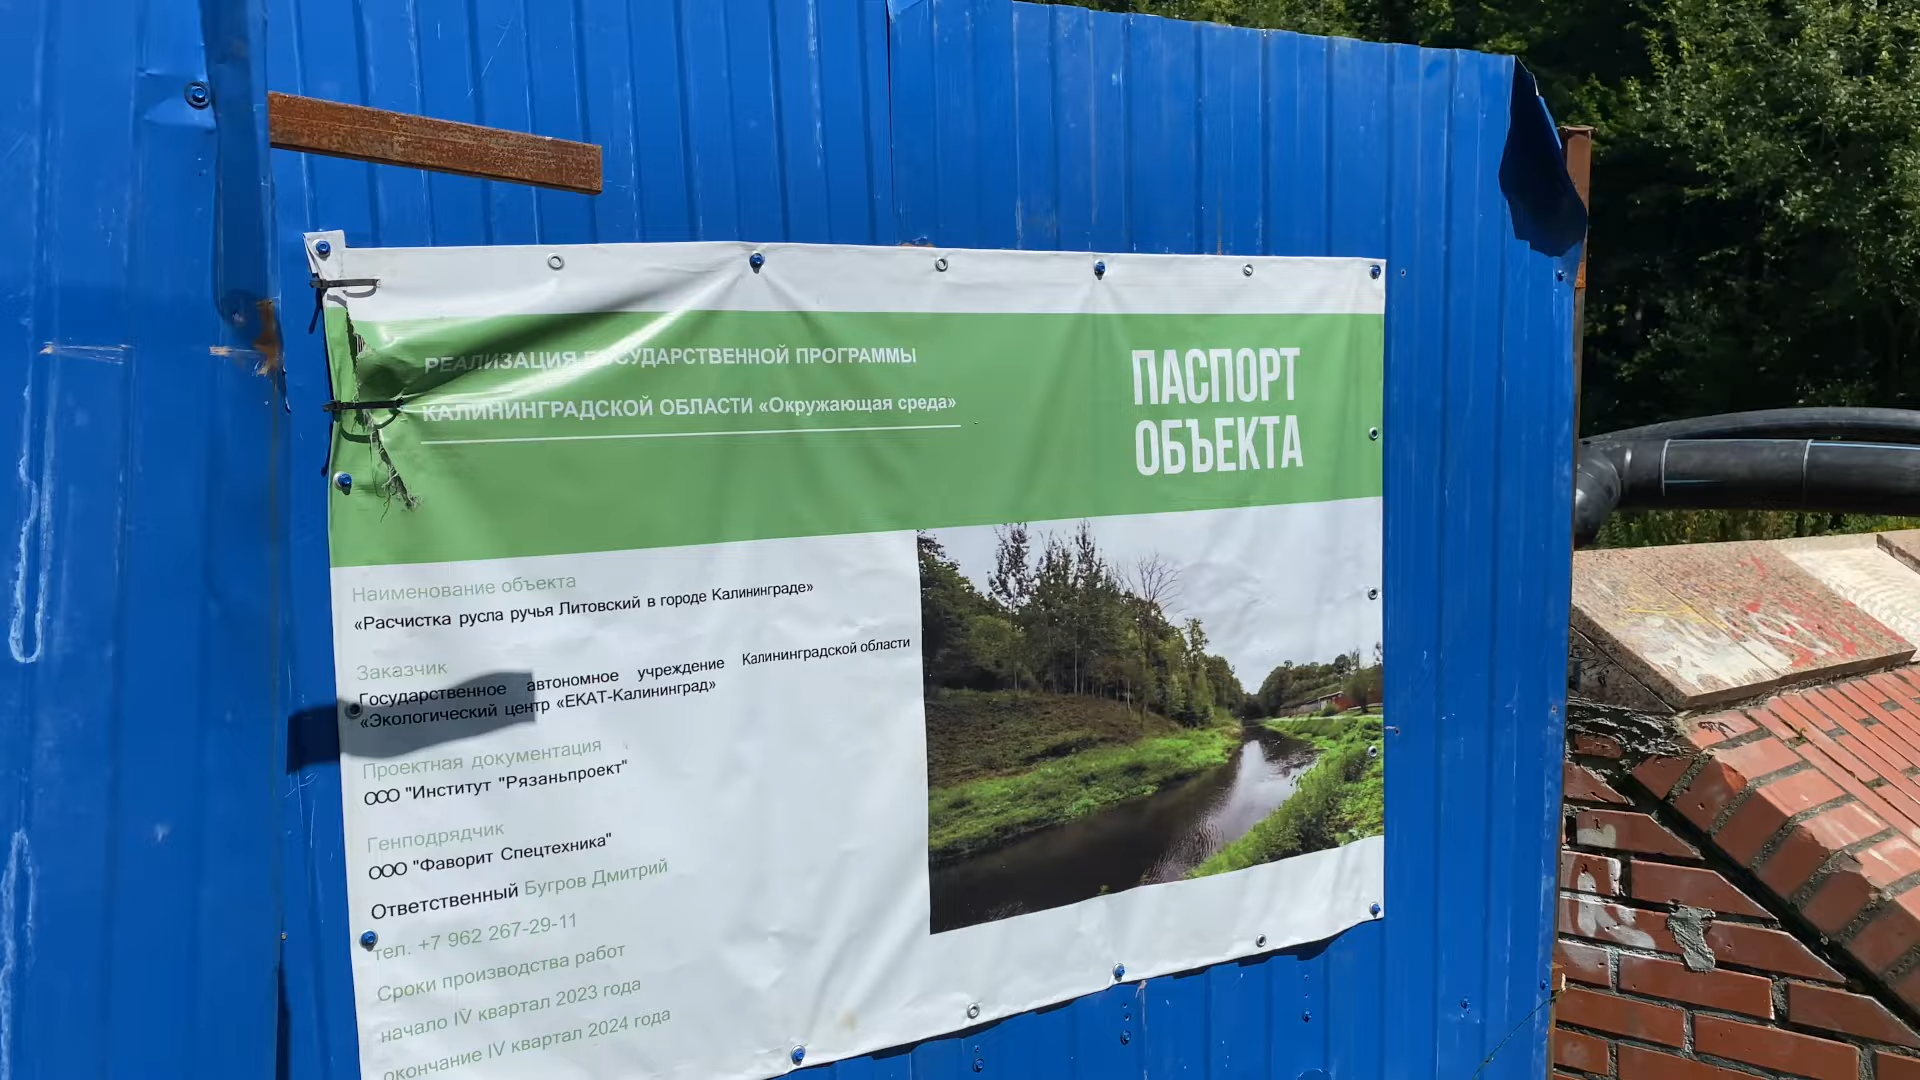 РЕАЛИЗАЦИЯ ГОСУДАРСТВЕННОЙ ПРОГРАММЫ
КАЛИНИНГРАДСКОЙ ОБЛАСТИ «Окружающая среда»
ПАСПОРТ
ОБЪЕКТА
Наименование объекта
«Расчистка русла ручья Литовский в городе Калининграде»
Заказчик
Государственное автономное учреждение Калининградской области
«Экологический центр «ЕКАТ-Калининград»
Проектная документация
ООО "Институт "Рязаньпроект"
Генподрядчик
ООО "Фаворит Спецтехника"
Ответственный Бугров Дмитрий
тел. +7 962 267-29-11
Сроки производства работ
начало IV квартал 2023 года
окончание IV квартал 2024 года